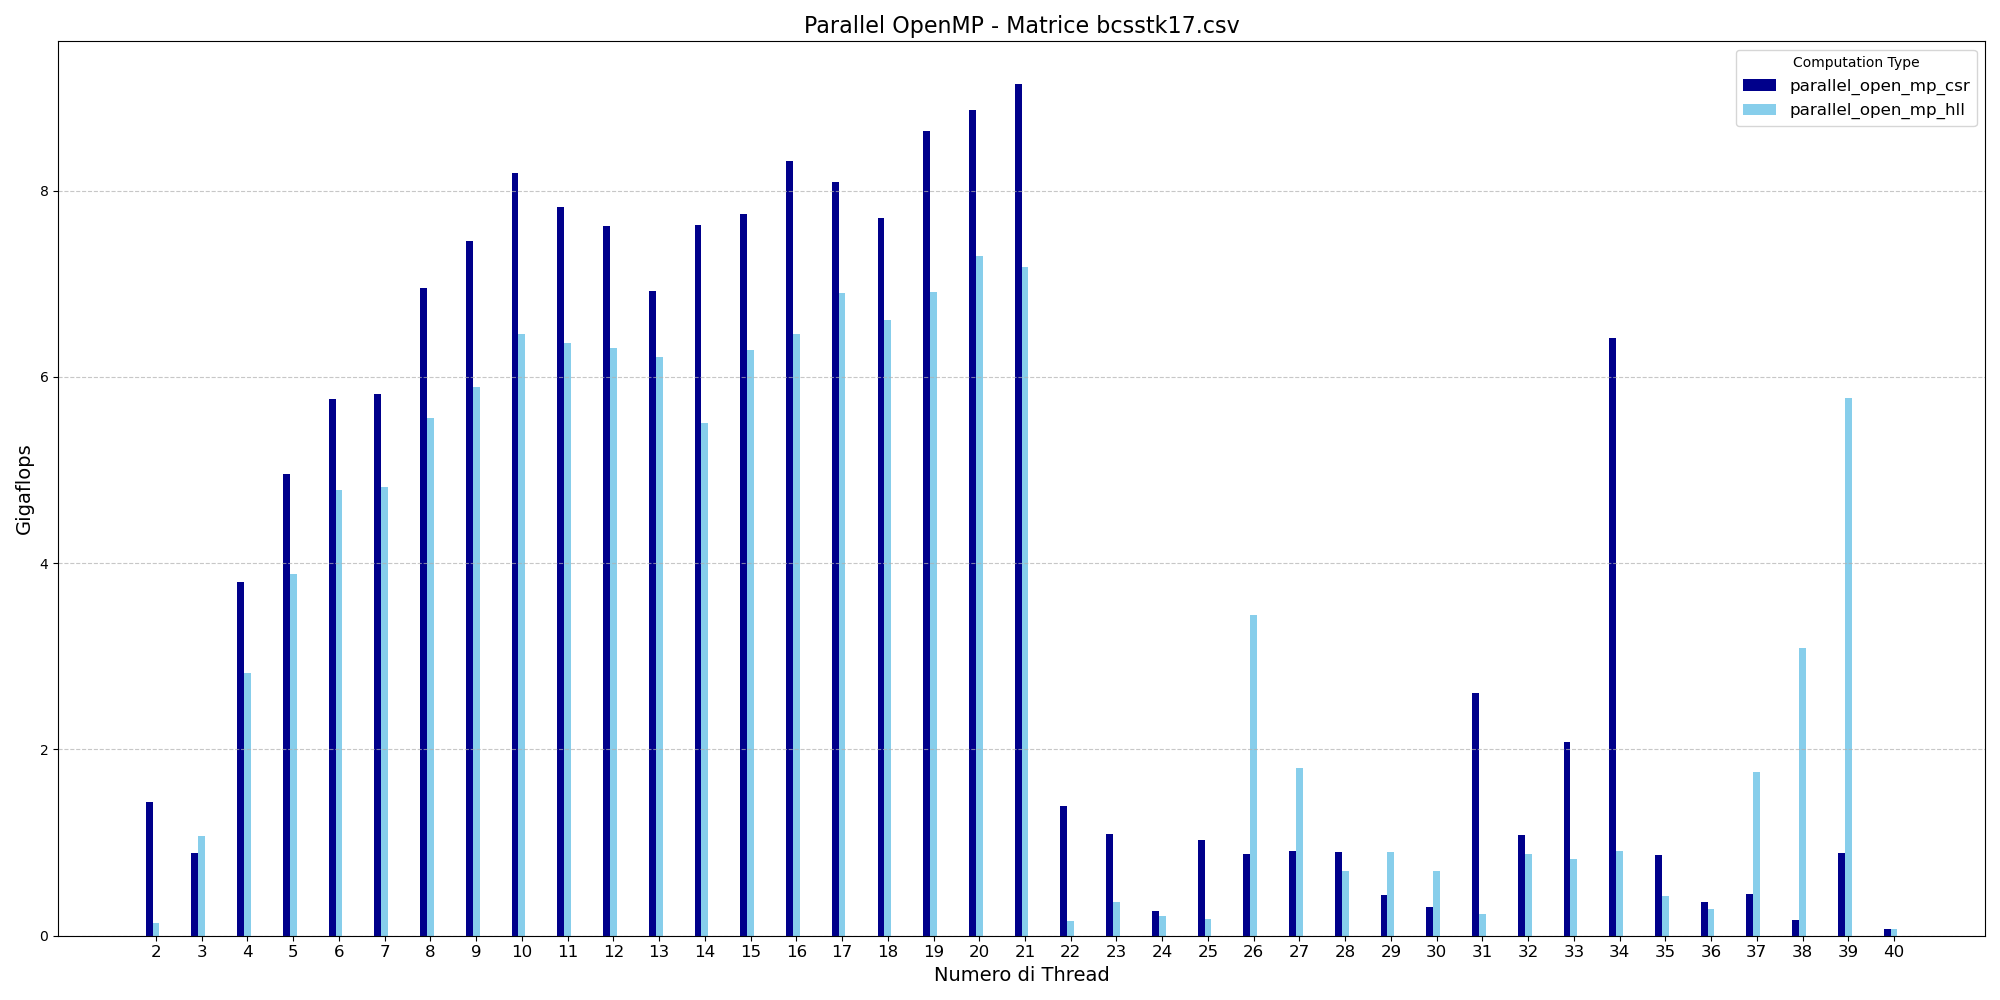 Parallel OpenMP - Matrice bcsstk17.csv
Computation Type
parallel_open_mp_csr
parallel_open_mp_hll
Gigaflops
8
6
4
2
0
2 3 4 5 6 7 8 9 10 11 12 13 14 15 16 17 18 19 20 21 22 23 24 25 26 27 28 29 30 31 32 33 34 35 36 37 38 39 40
Numero di Thread